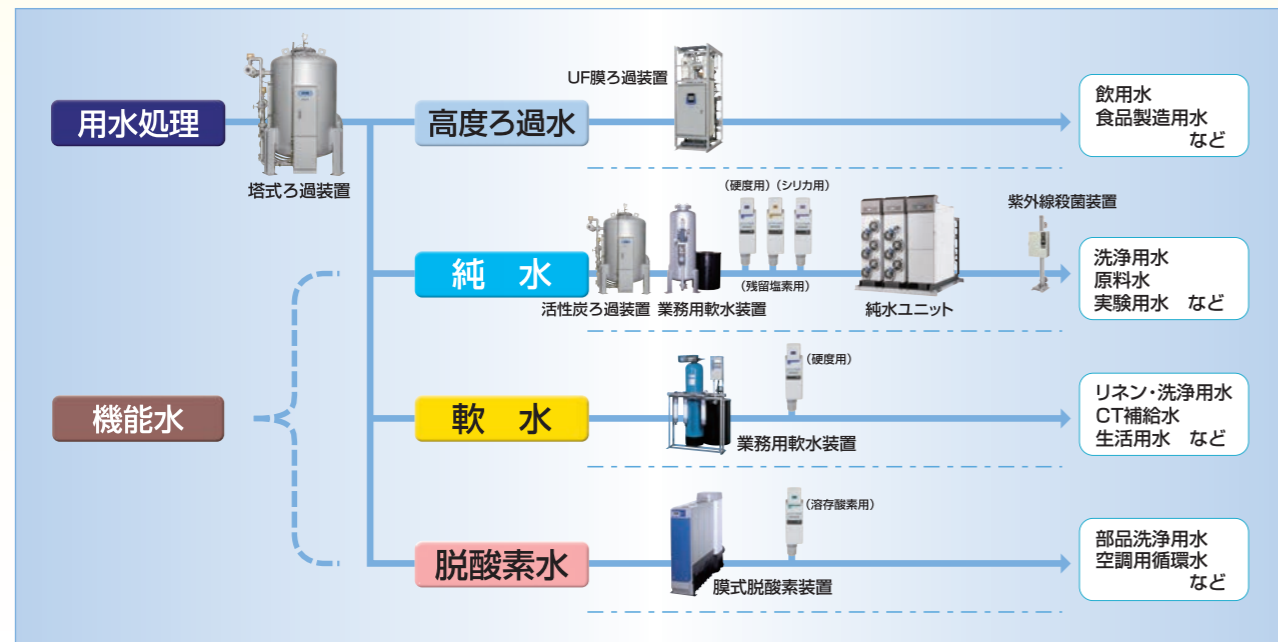 用水処理
塔式ろ過装置
高度ろ過水
UF膜ろ過装置
飲用水
食品製造用水
など
機能水
純 水
活性炭ろ過装置
業務用軟水装置
(硬度用)(シリカ用)
(残留塩素用)
純水ユニット
紫外線殺菌装置
洗浄用水
原料水
実験用水 など
軟 水
業務用軟水装置
(硬度用)
リネン・洗浄用水
CT補給水
生活用水 など
脱酸素水
膜式脱酸素装置
(溶存酸素用)
部品洗浄用水
空調用循環水
など